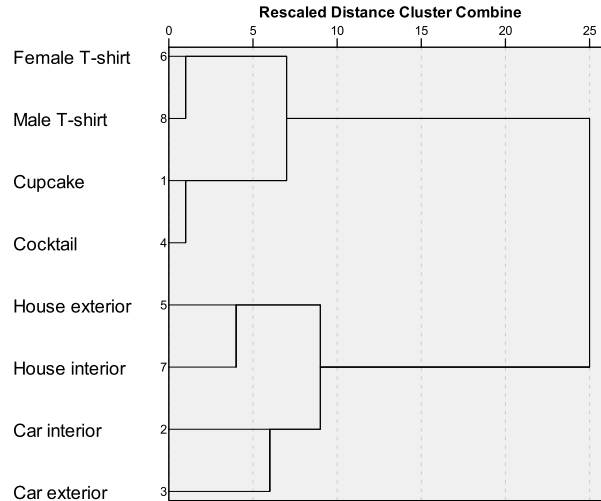 Rescaled Distance Cluster Combine
0 5 10 15 20 25
Female T-shirt 6
Male T-shirt 8
Cupcake 1
Cocktail 4
House exterior 5
House interior 7
Car interior 2
Car exterior 3